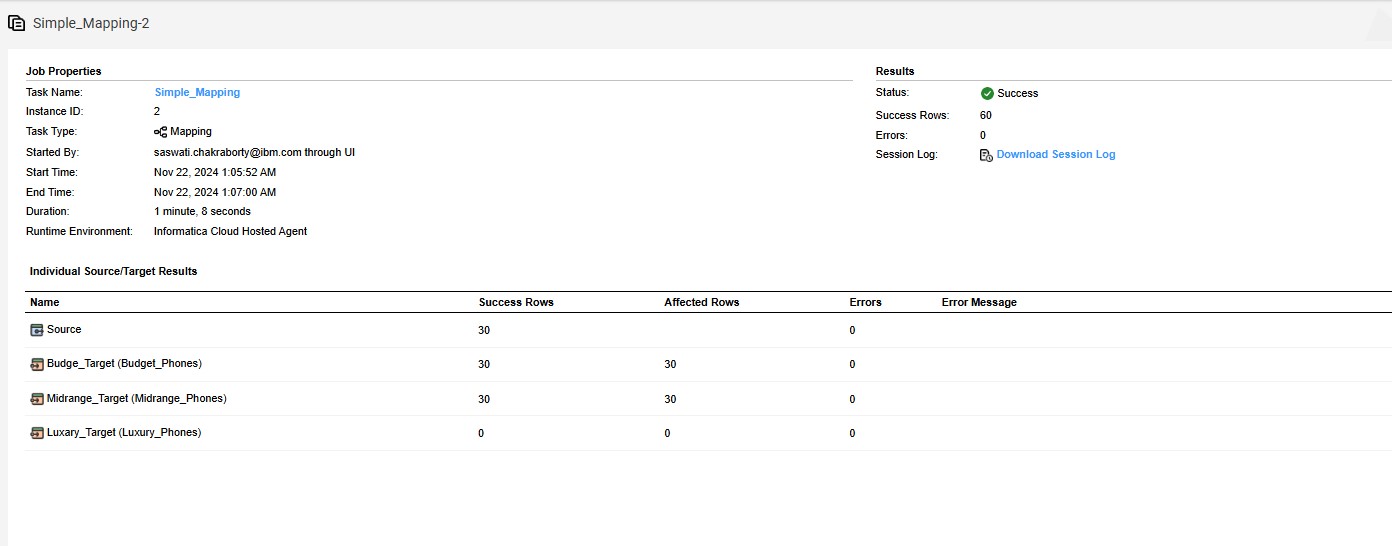 Simple_Mapping-2
Job Properties
Task Name: Simple_Mapping
Instance ID: 2
Task Type: Mapping
Started By: saswati.chakraborty@ibm.com through UI
Start Time: Nov 22, 2024 1:05:52 AM
End Time: Nov 22, 2024 1:07:00 AM
Duration: 1 minute, 8 seconds
Runtime Environment: Informatica Cloud Hosted Agent
Results
Status: Success
Success Rows: 60
Errors: 0
Session Log: Download Session Log
Individual Source/Target Results
Name Success Rows Affected Rows Errors Error Message
Source 30 0
Budge_Target (Budget_Phones) 30 30 0
Midrange_Target (Midrange_Phones) 30 30 0
Luxary_Target (Luxury_Phones) 0 0 0